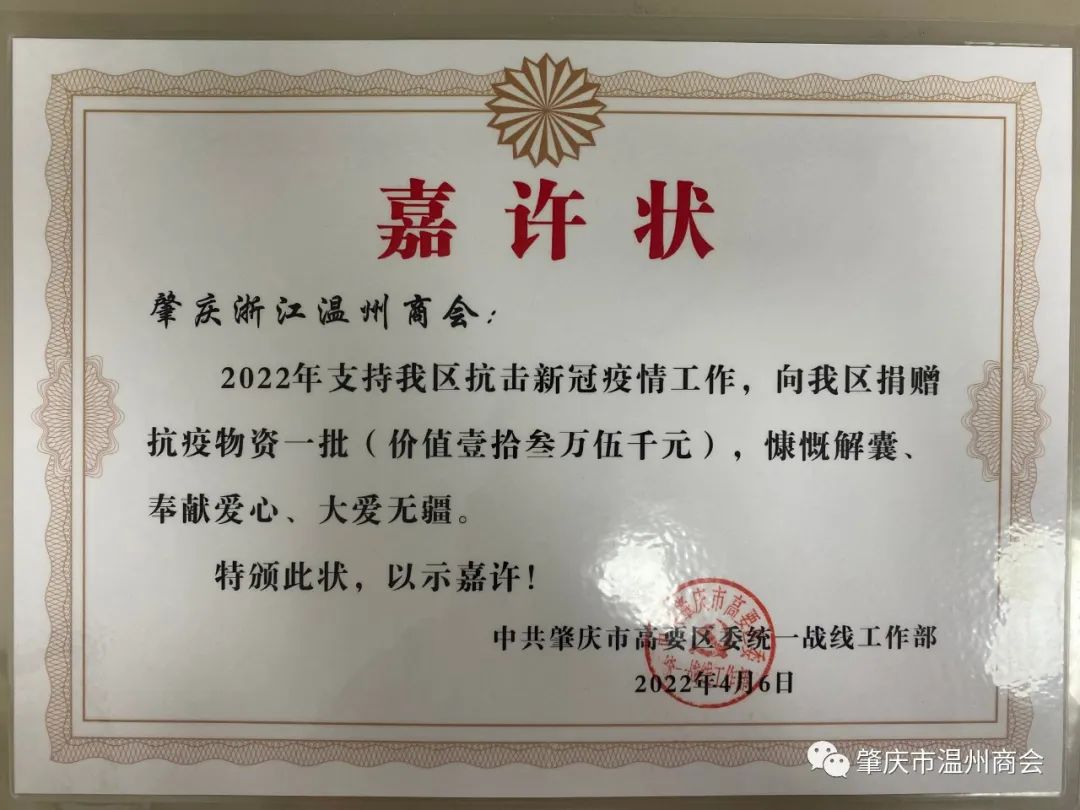 嘉许状
肇庆浙江温州商会：
2022年支持我区抗击新冠疫情工作，向我区捐赠
抗疫物资一批（价值壹拾叁万伍千元），慷慨解囊、
奉献爱心、大爱无疆。
特颁此状，以示嘉许！
中共肇庆市高要区委统一战线工作部
2022年4月6日
肇庆市温州商会